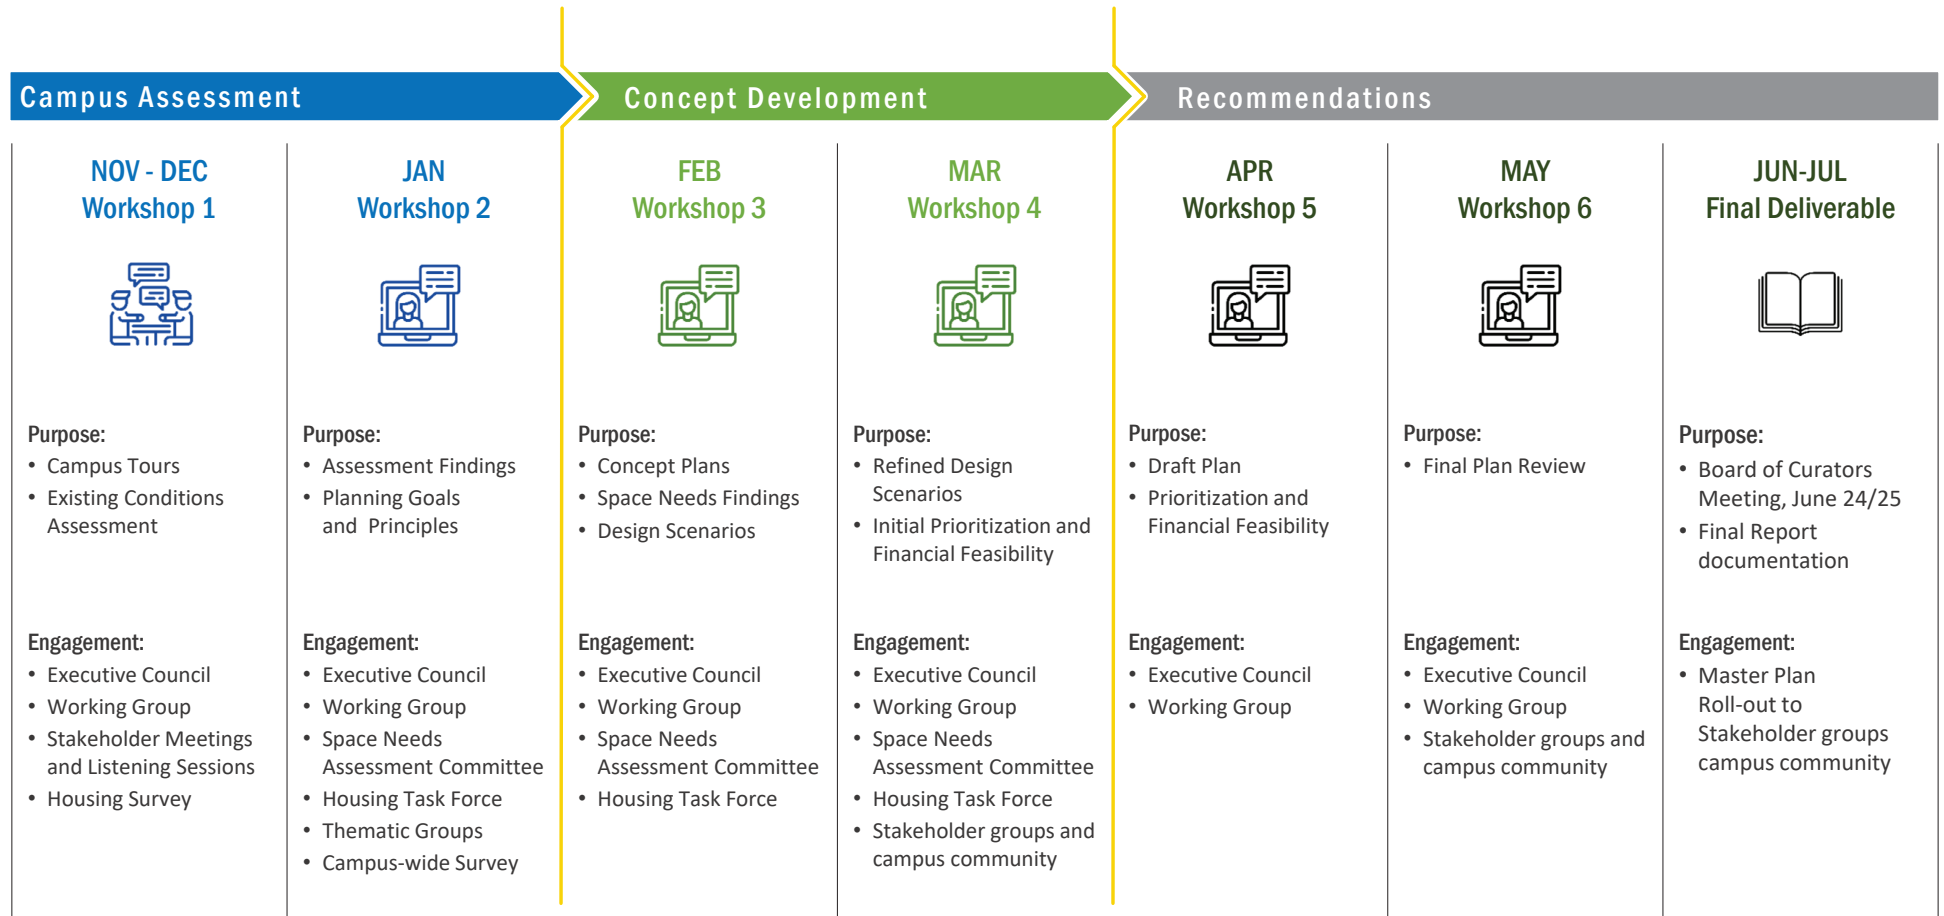 Campus Assessment
Concept Development
Recommendations
NOV - DEC
Workshop 1
Purpose:
• Campus Tours
• Existing Conditions
Assessment
Engagement:
• Executive Council
• Working Group
• Stakeholder Meetings
and Listening Sessions
• Housing Survey
JAN
Workshop 2
Purpose:
• Assessment Findings
• Planning Goals
and Principles
Engagement:
• Executive Council
• Working Group
• Space Needs
Assessment Committee
• Housing Task Force
• Thematic Groups
• Campus-wide Survey
FEB
Workshop 3
Purpose:
• Concept Plans
• Space Needs Findings
• Design Scenarios
Engagement:
• Executive Council
• Working Group
• Space Needs
Assessment Committee
• Housing Task Force
MAR
Workshop 4
Purpose:
• Refined Design
Scenarios
• Initial Prioritization and
Financial Feasibility
Engagement:
• Executive Council
• Working Group
• Space Needs
Assessment Committee
• Housing Task Force
• Stakeholder groups and
campus community
APR
Workshop 5
Purpose:
• Draft Plan
• Prioritization and
Financial Feasibility
Engagement:
• Executive Council
• Working Group
MAY
Workshop 6
Purpose:
• Final Plan Review
Engagement:
• Executive Council
• Working Group
• Stakeholder groups and
campus community
JUN-JUL
Final Deliverable
Purpose:
• Board of Curators
Meeting, June 24/25
• Final Report
documentation
Engagement:
• Master Plan
Roll-out to
Stakeholder groups
campus community